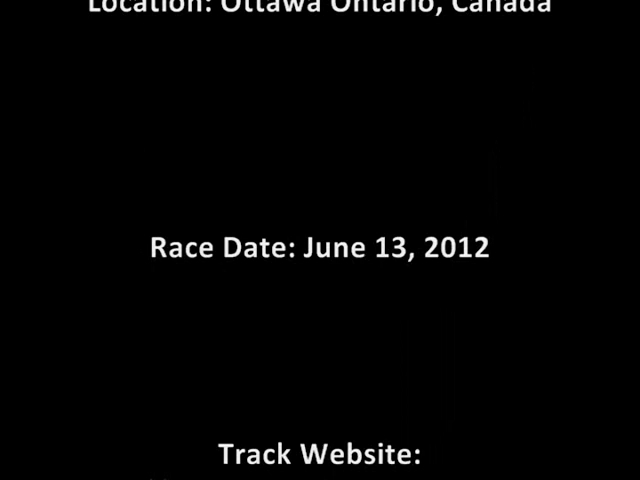 Location: Ottawa Ontario, Canada
Race Date: June 13, 2012
Track Website: